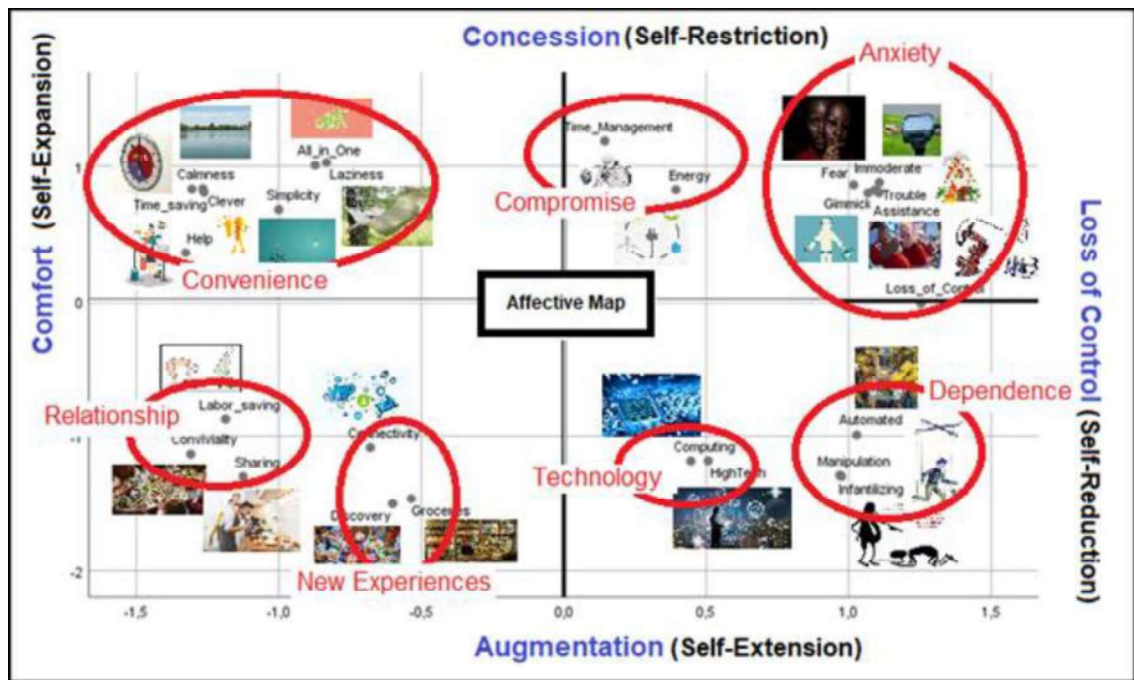 Concession (Self-Restriction)
Anxiety
Time_Management
All_in_One
Calmness
Laziness
Energy
Fear
Immoderate
Clever
Time_saving
Simplicity
Compromise
Gimmick
Trouble
Assistance
Help
Convenience
Loss_of_Control
Comfort (Self-Expansion)
Loss of Control (Self-Reduction)
1
0
-1
-2
Affective Map
Relationship
Labor_saving
Dependence
Automated
Conviviality
Connectivity
Computing
Sharing
Technology
HighTech
Manipulation
Infantilizing
Discovery
Groceries
New Experiences
-1,5
-1,0
-0,5
0,0
0,5
1,0
1,5
Augmentation (Self-Extension)